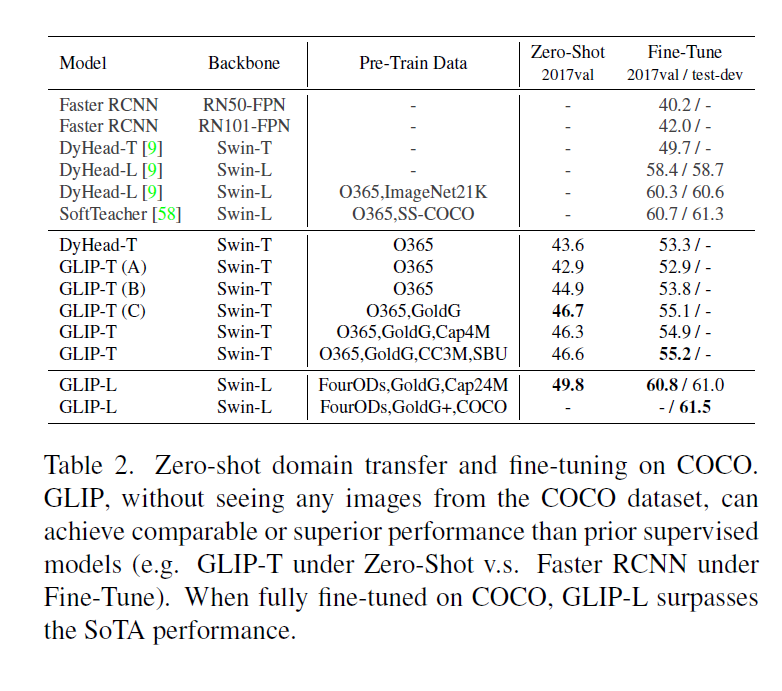 Model Backbone Pre-Train Data Zero-Shot Fine-Tune
2017val 2017val / test-dev
Faster RCNN RN50-FPN - - 40.2 / -
Faster RCNN RN101-FPN - - 42.0 / -
DyHead-T [9] Swin-T - - 49.7 / -
DyHead-L [9] Swin-L - - 58.4 / 58.7
DyHead-L [9] Swin-L O365,ImageNet21K - 60.3 / 60.6
SoftTeacher [58] Swin-L O365,SS-COCO - 60.7 / 61.3
DyHead-T Swin-T O365 43.6 53.3 / -
GLIP-T (A) Swin-T O365 42.9 52.9 / -
GLIP-T (B) Swin-T O365 44.9 53.8 / -
GLIP-T (C) Swin-T O365,GoldG 46.7 55.1 / -
GLIP-T Swin-T O365,GoldG,Cap4M 46.3 54.9 / -
GLIP-T Swin-T O365,GoldG,CC3M,SBU 46.6 55.2 / -
GLIP-L Swin-L FourODs,GoldG,Cap24M 49.8 60.8 / 61.0
GLIP-L Swin-L FourODs,GoldG+,COCO - - / 61.5
Table 2. Zero-shot domain transfer and fine-tuning on COCO.
GLIP, without seeing any images from the COCO dataset, can
achieve comparable or superior performance than prior supervised
models (e.g. GLIP-T under Zero-Shot v.s. Faster RCNN under
Fine-Tune). When fully fine-tuned on COCO, GLIP-L surpasses
the SoTA performance.